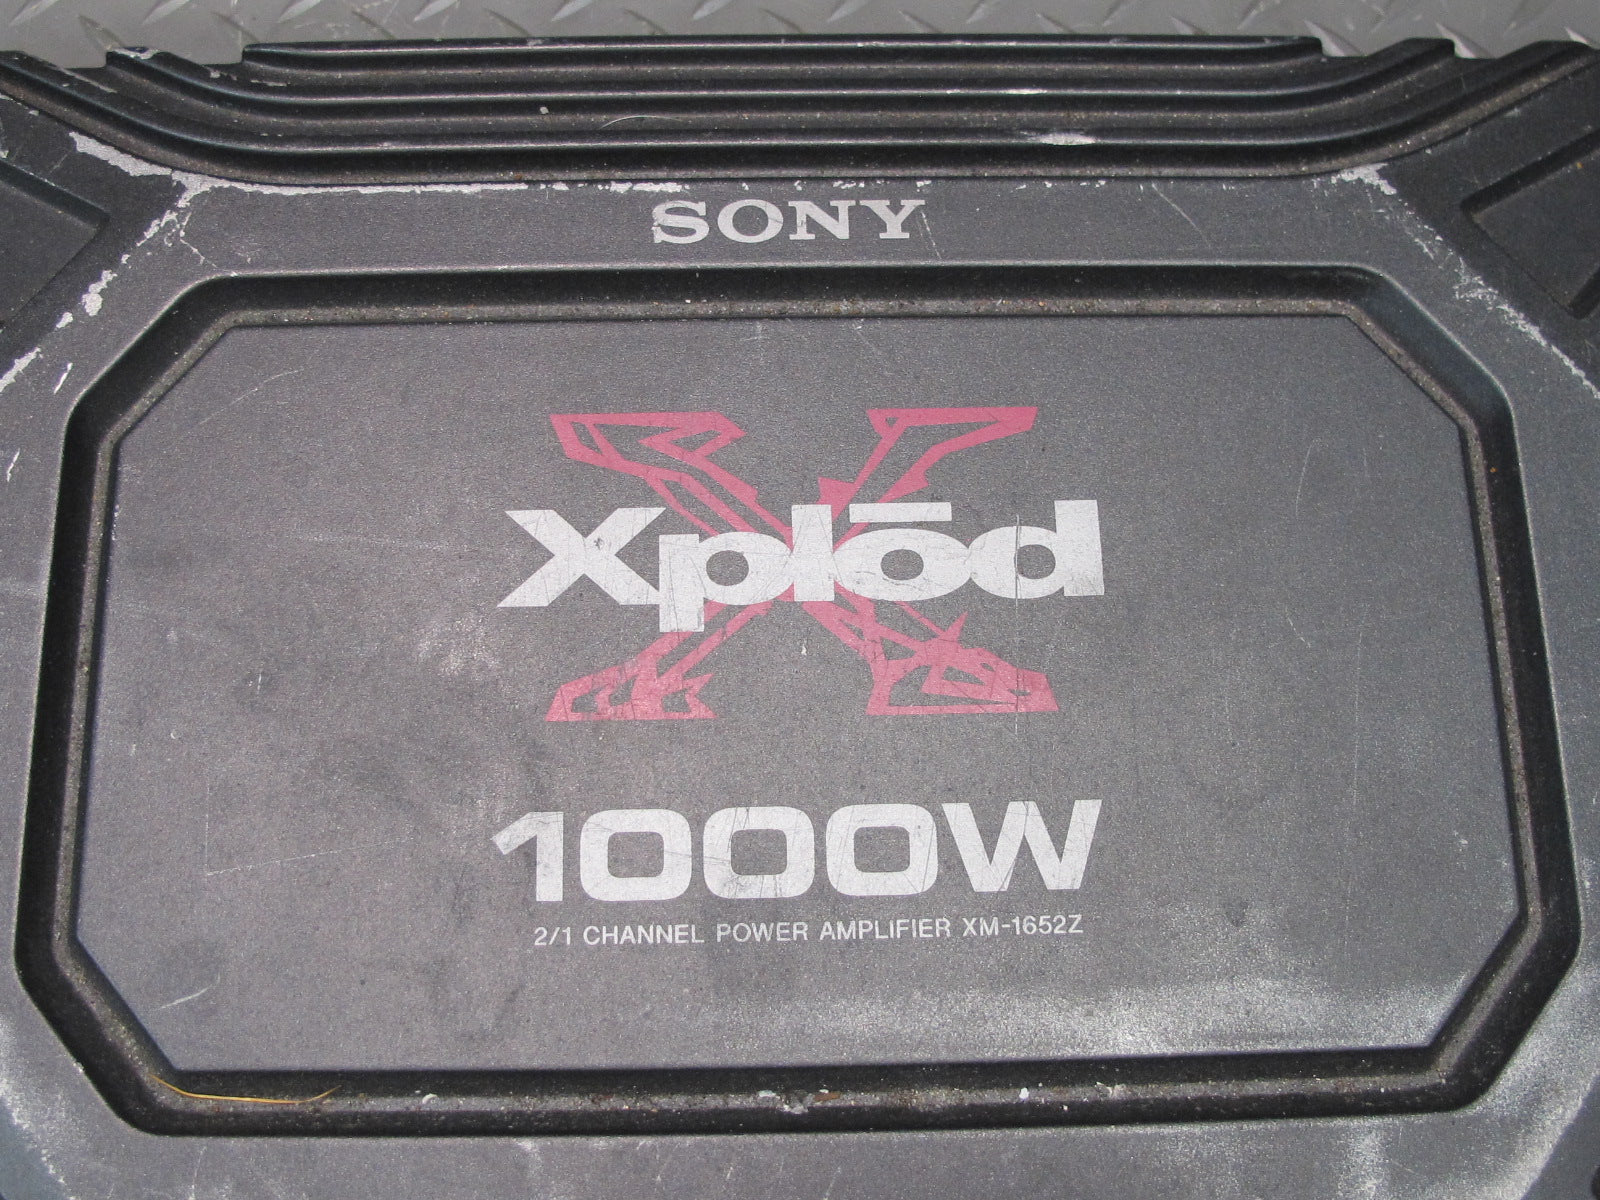 SONY
Xplōd
1000W
2/1 CHANNEL POWER AMPLIFIER XM-1652Z